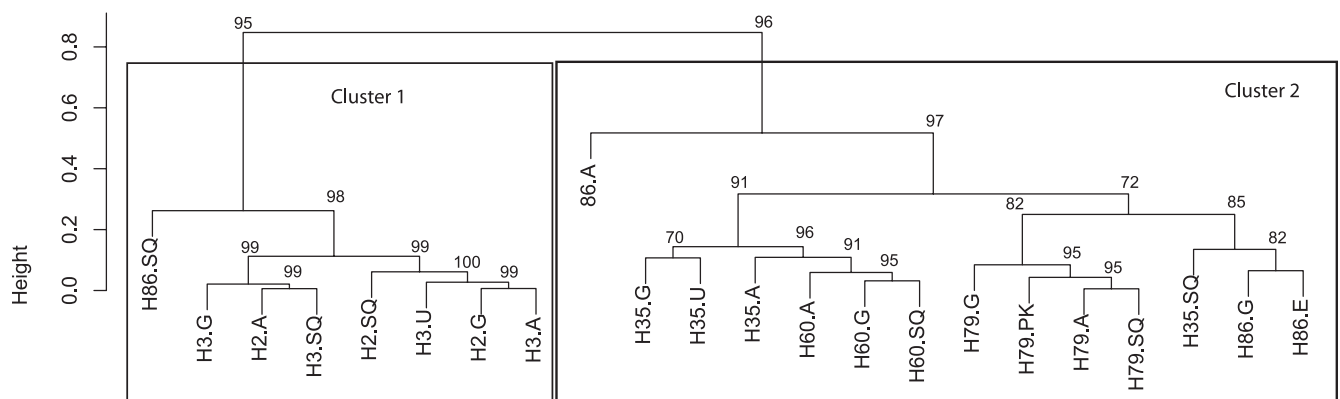 95
96
0.8
Cluster 1
Cluster 2
0.6
97
0.4
86.A
91
72
98
82
85
0.2
99
99
70
96
91
82
Height
H86.SQ
99
100
99
95
95
95
0.0
H3.G
H2.A
H3.SQ
H2.SQ
H3.U
H2.G
H3.A
H35.G
H35.U
H35.A
H60.A
H60.G
H60.SQ
H79.G
H79.PK
H79.A
H79.SQ
H35.SQ
H86.G
H86.E